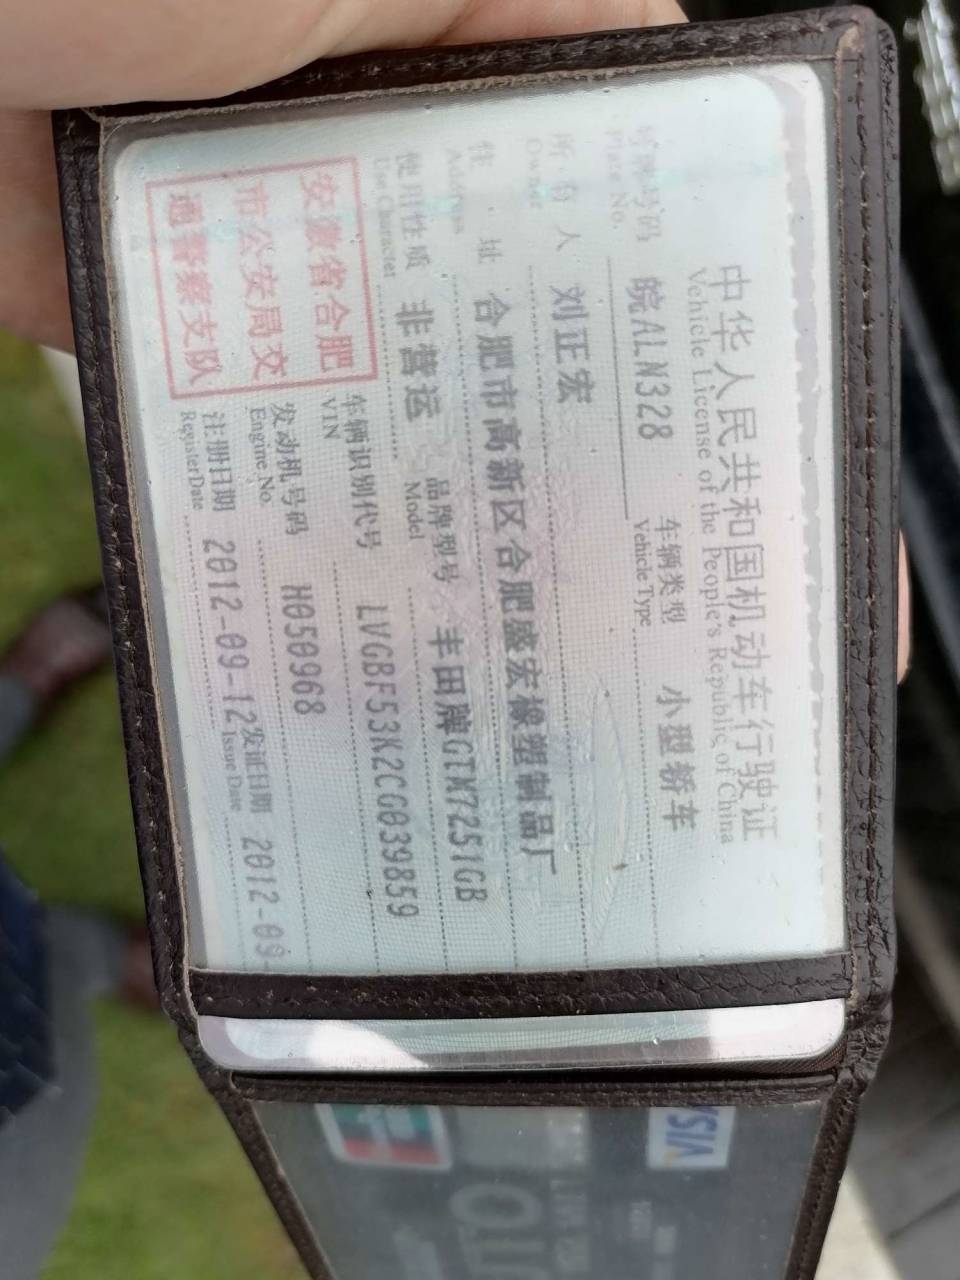 中华人民共和国机动车行驶证
Vehicle License of the People's Republic of China
号牌号码 皖ALN328 车辆类型 小型轿车
Plate No. Vehicle Type
所有人 刘正宏
Owner
住址 合肥市高新区合肥盛宏橡塑制品厂
Address
使用性质 非营运 品牌型号 丰田牌GTM7251GB
Use Character Model
车辆识别代号 LVGBF53K2CG039859
VIN
发动机号码 H050968
Engine No.
注册日期 2012-09-12 发证日期 2012-09-
Register Date Issue Date
安徽省合肥
市公安局交
通警察支队
VISA